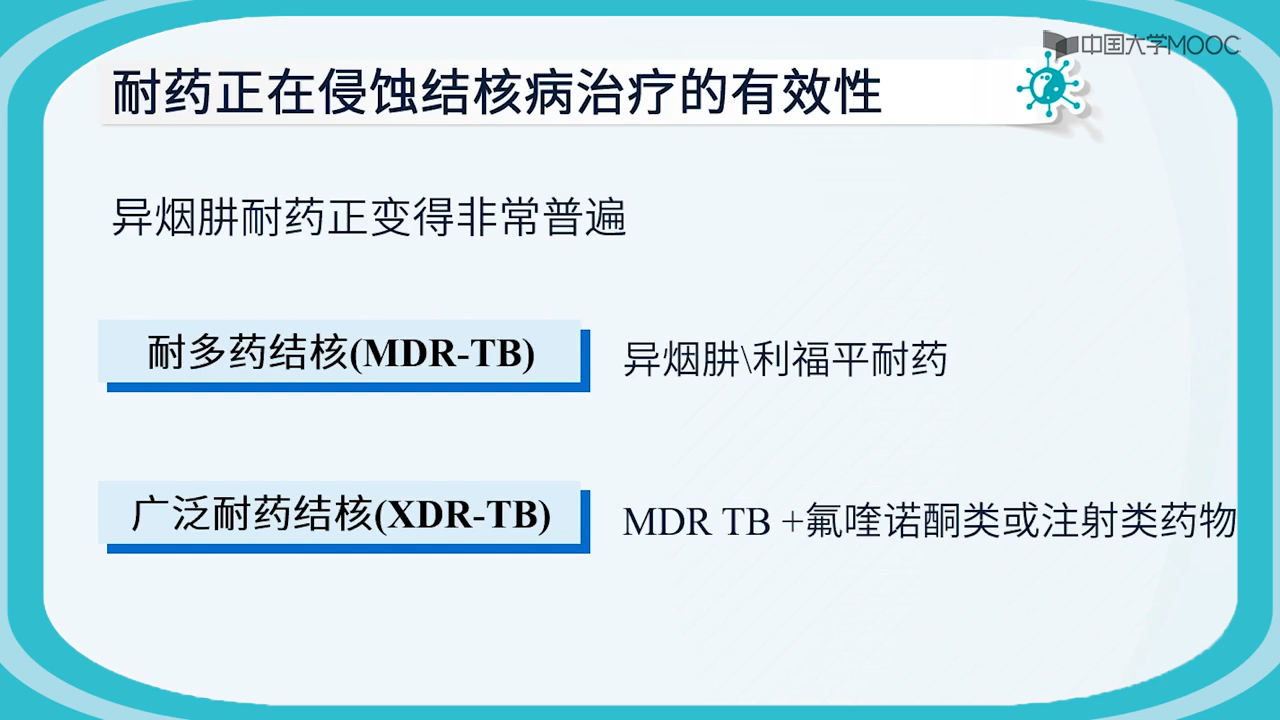 中国大学MOOC
耐药正在侵蚀结核病治疗的有效性
异烟肼耐药正变得非常普遍
耐多药结核(MDR-TB)
异烟肼\利福平耐药
广泛耐药结核(XDR-TB)
MDR TB +氟喹诺酮类或注射类药物